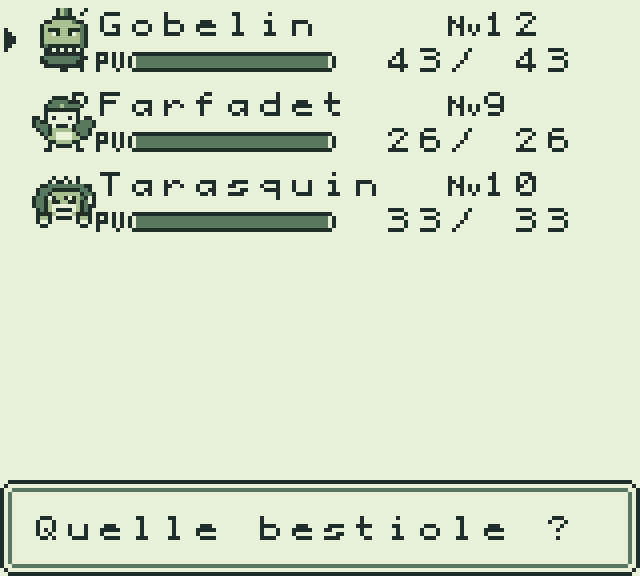 Gobelin Nv12
PV 43/ 43
Farfadet Nv9
PV 26/ 26
Tarasquin Nv10
PV 33/ 33
Quelle bestiole ?